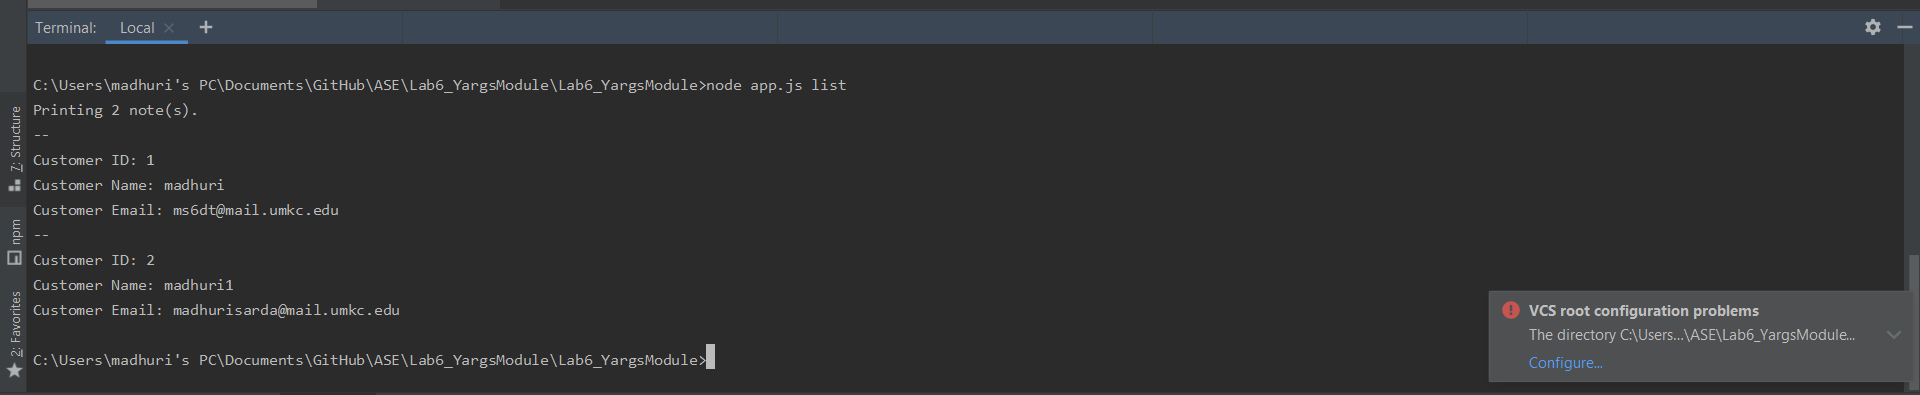 Terminal: Local × +
C:\Users\madhuri's PC\Documents\GitHub\ASE\Lab6_YargsModule\Lab6_YargsModule>node app.js list
Printing 2 note(s).
--
Customer ID: 1
Customer Name: madhuri
Customer Email: ms6dt@mail.umkc.edu
--
Customer ID: 2
Customer Name: madhuri1
Customer Email: madhurisarda@mail.umkc.edu
C:\Users\madhuri's PC\Documents\GitHub\ASE\Lab6_YargsModule\Lab6_YargsModule>
7: Structure
npm
2: Favorites
VCS root configuration problems
The directory C:\Users...\ASE\Lab6_YargsModule...
Configure...